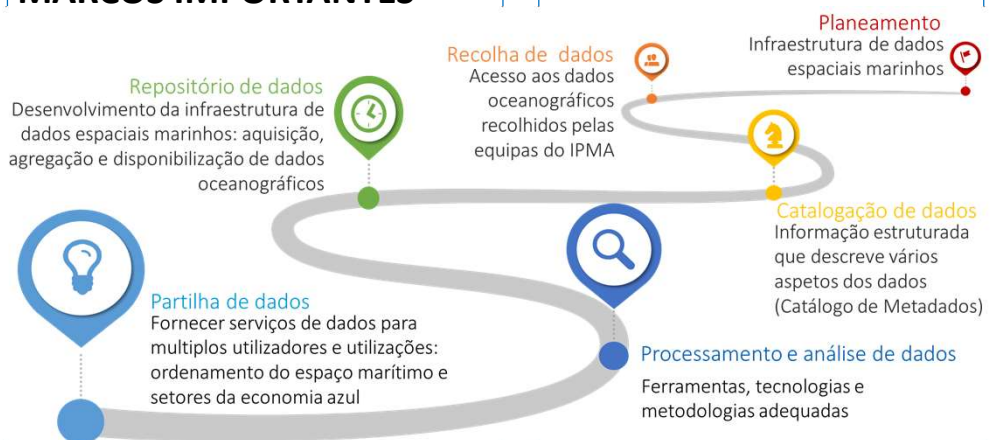 MARCOS IMPORTANTES
Planeamento
Infraestrutura de dados
espaciais marinhos
Recolha de dados
Acesso aos dados
oceanográficos
recolhidos pelas
equipas do IPMA
Repositório de dados
Desenvolvimento da infraestrutura de
dados espaciais marinhos: aquisição,
agregação e disponibilização de dados
oceanográficos
Catalogação de dados
Informação estruturada
que descreve vários
aspetos dos dados
(Catálogo de Metadados)
Partilha de dados
Fornecer serviços de dados para
multiplos utilizadores e utilizações:
ordenamento do espaço marítimo e
setores da economia azul
Processamento e análise de dados
Ferramentas, tecnologias e
metodologias adequadas